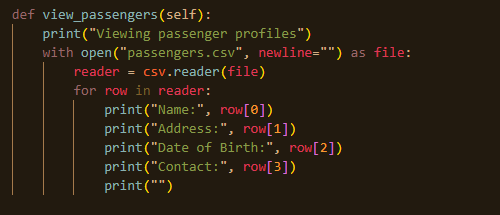 def view_passengers(self):
    print("Viewing passenger profiles")
    with open("passengers.csv", newline="") as file:
        reader = csv.reader(file)
        for row in reader:
            print("Name:", row[0])
            print("Address:", row[1])
            print("Date of Birth:", row[2])
            print("Contact:", row[3])
            print("")